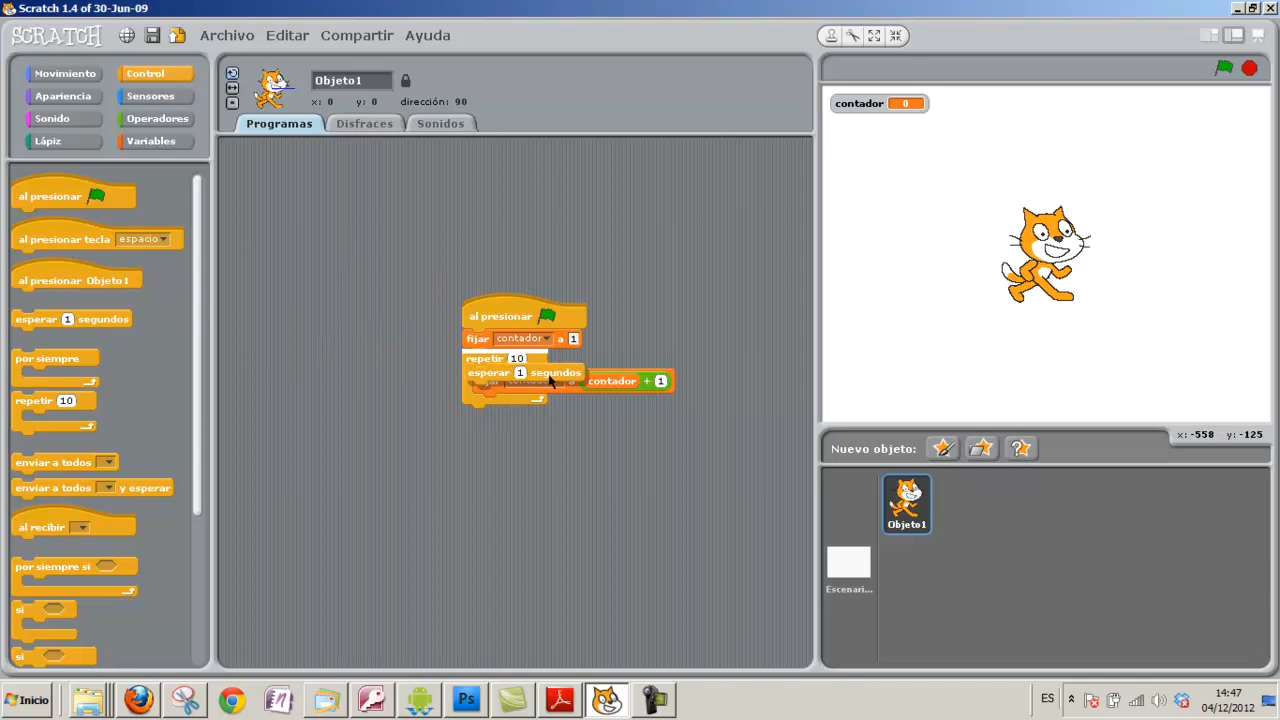 Scratch 1.4 of 30-Jun-09
SCRATCH
Archivo Editar Compartir Ayuda
Movimiento Control
Apariencia Sensores
Sonido Operadores
Lápiz Variables
Objeto1
x: 0 y: 0 dirección: 90
Programas Disfraces Sonidos
al presionar
al presionar tecla espacio
al presionar Objeto1
esperar 1 segundos
por siempre
repetir 10
enviar a todos
enviar a todos y esperar
al recibir
por siempre si
si
si
al presionar
fijar contador a 1
repetir 10
esperar 1 segundos
contador + 1
contador 0
x: -558 y: -125
Nuevo objeto:
Objeto1
Escenari...
Inicio
Ps
ES
14:47
04/12/2012